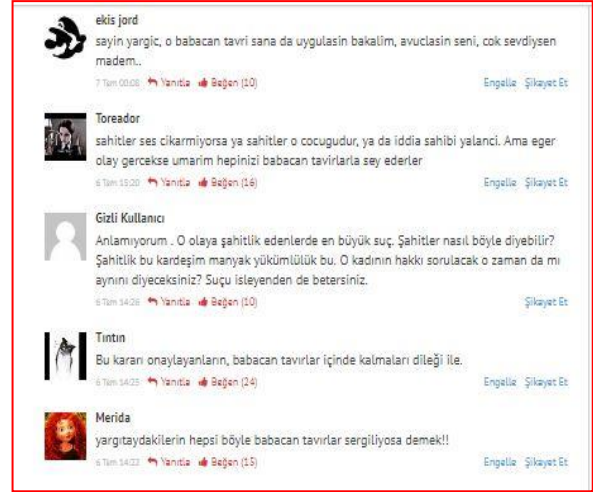 ekis jord
sayin yargic, o babacan tavri sana da uygulasin bakalim, avuclasin seni, cok sevdiysen
madem..
7 Tem 00:08 Yanıtla Beğen (10) Engelle Şikayet Et
Toreador
sahitler ses cikarmiyorsa ya sahitler o cocugudur, ya da iddia sahibi yalanci. Ama eger
olay gercekse umarim hepinizi babacan tavirlarla sey ederler
6 Tem 15:20 Yanıtla Beğen (16) Engelle Şikayet Et
Gizli Kullanıcı
Anlamıyorum . O olaya şahitlik edenlerde en büyük suç. Şahitler nasıl böyle diyebilir?
Şahitlik bu kardeşim manyak yükümlülük bu. O kadının hakkı sorulacak o zaman da mı
aynını diyeceksiniz? Suçu isleyenden de betersiniz.
6 Tem 14:26 Yanıtla Beğen (10) Şikayet Et
Tıntın
Bu kararı onaylayanların, babacan tavırlar içinde kalmaları dileği ile.
6 Tem 14:25 Yanıtla Beğen (24) Engelle Şikayet Et
Merida
yargıtaydakilerin hepsi böyle babacan tavırlar sergiliyosa demek!!
6 Tem 14:22 Yanıtla Beğen (15) Engelle Şikayet Et